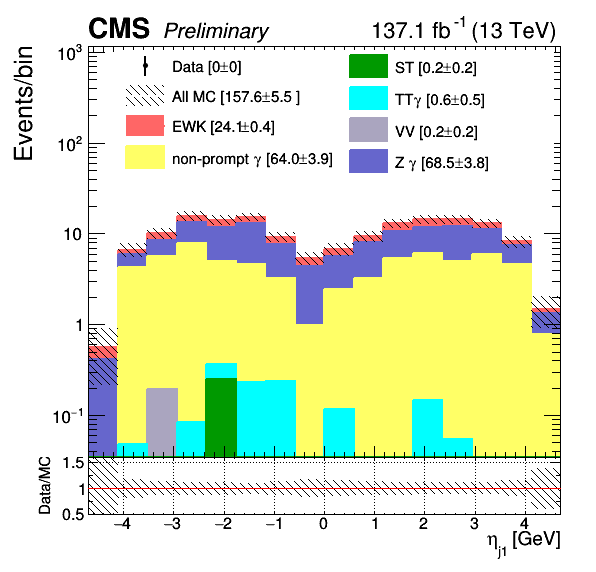 CMS Preliminary 137.1 fb⁻¹ (13 TeV)
Events/bin
Data [0±0]
All MC [157.6±5.5 ]
EWK [24.1±0.4]
non-prompt γ [64.0±3.9]
ST [0.2±0.2]
TTγ [0.6±0.5]
VV [0.2±0.2]
Z γ [68.5±3.8]
10³
10²
10
1
10⁻¹
Data/MC
1.5
1
0.5
−4 −3 −2 −1 0 1 2 3 4
η_j1 [GeV]